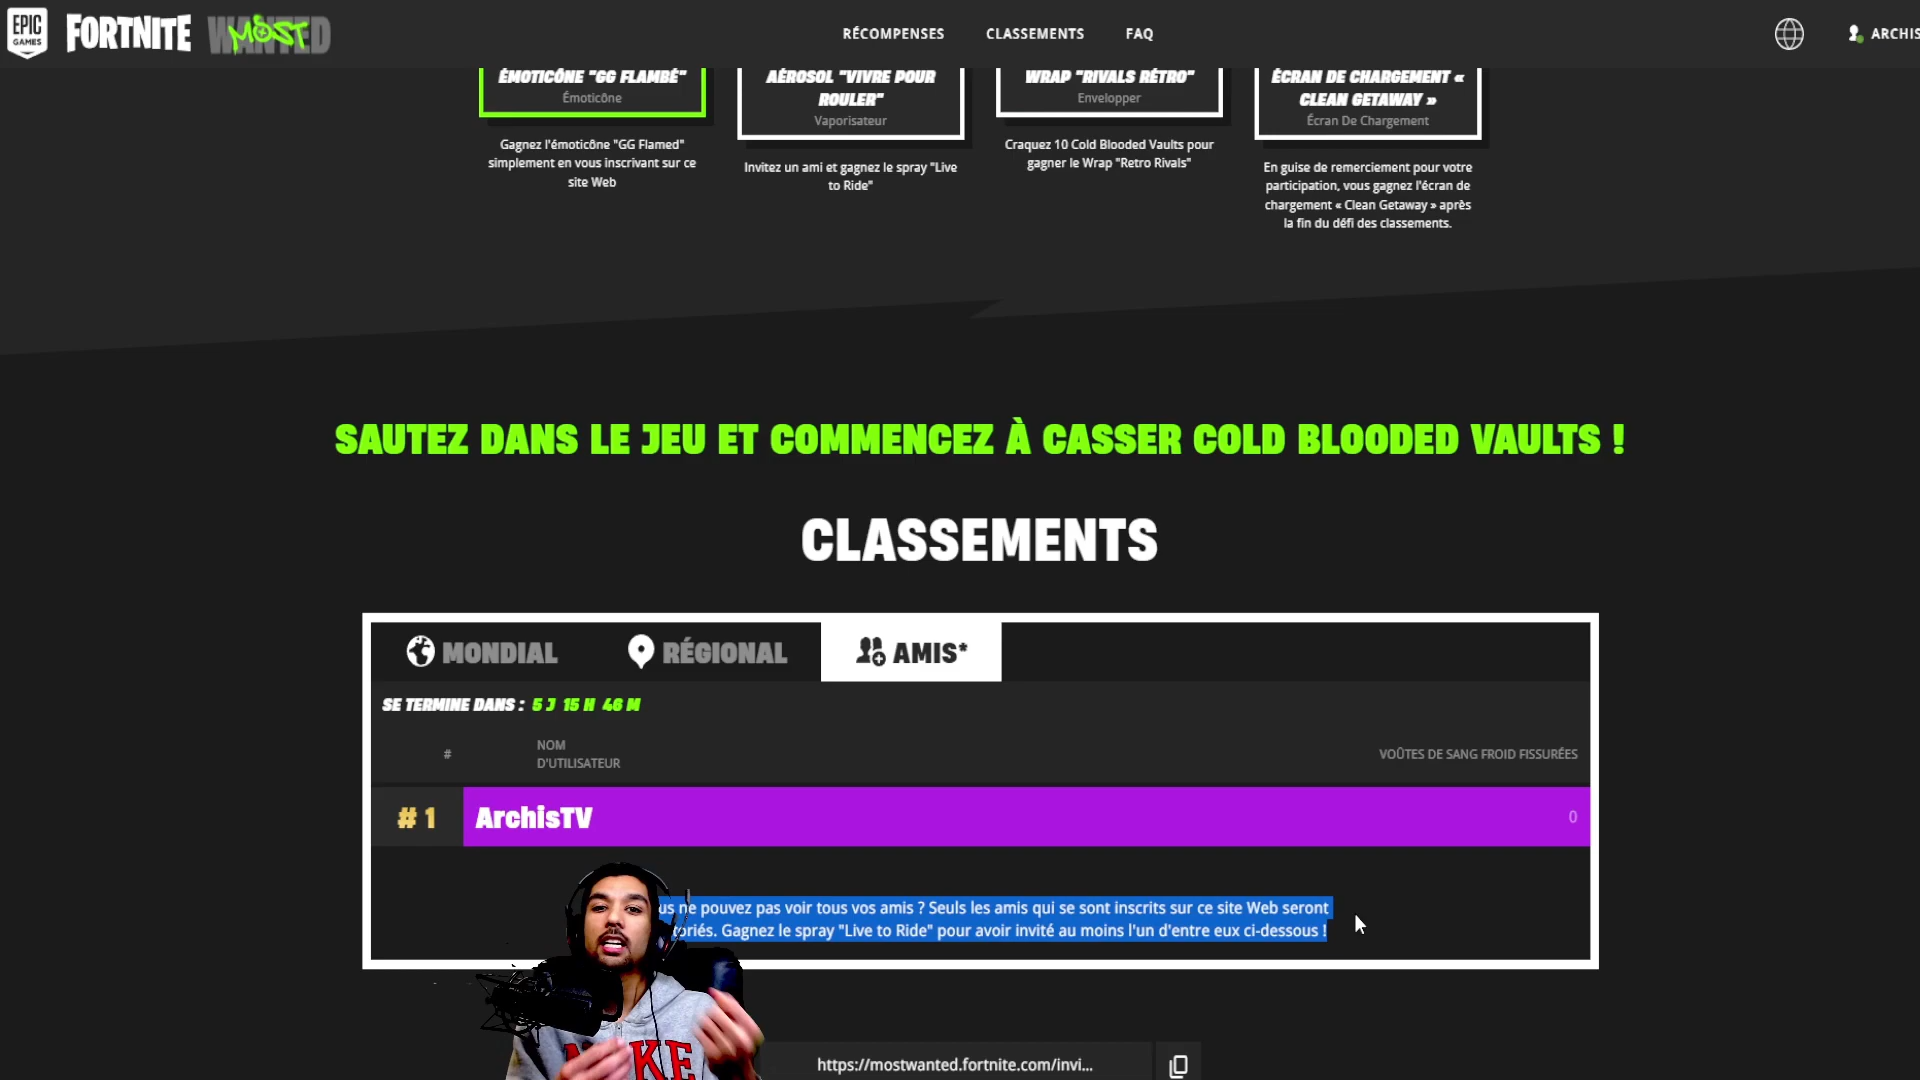 EPIC GAMES FORTNITE MOST WANTED RÉCOMPENSES CLASSEMENTS FAQ ARCHIS
ÉMOTICÔNE "GG FLAMBÉ"
Émoticône
Gagnez l'émoticône "GG Flamed"
simplement en vous inscrivant sur ce
site Web
AÉROSOL "VIVRE POUR
ROULER"
Vaporisateur
Invitez un ami et gagnez le spray "Live
to Ride"
WRAP "RIVALS RÉTRO"
Envelopper
Craquez 10 Cold Blooded Vaults pour
gagner le Wrap "Retro Rivals"
ÉCRAN DE CHARGEMENT «
CLEAN GETAWAY »
Écran De Chargement
En guise de remerciement pour votre
participation, vous gagnez l'écran de
chargement « Clean Getaway » après
la fin du défi des classements.
SAUTEZ DANS LE JEU ET COMMENCEZ À CASSER COLD BLOODED VAULTS !
CLASSEMENTS
MONDIAL RÉGIONAL AMIS*
SE TERMINE DANS : 5 J 15 H 46 M
# NOM
D'UTILISATEUR
VOÛTES DE SANG FROID FISSURÉES
# 1 ArchisTV 0
us ne pouvez pas voir tous vos amis ? Seuls les amis qui se sont inscrits sur ce site Web seront
oriés. Gagnez le spray "Live to Ride" pour avoir invité au moins l'un d'entre eux ci-dessous !
https://mostwanted.fortnite.com/invi...